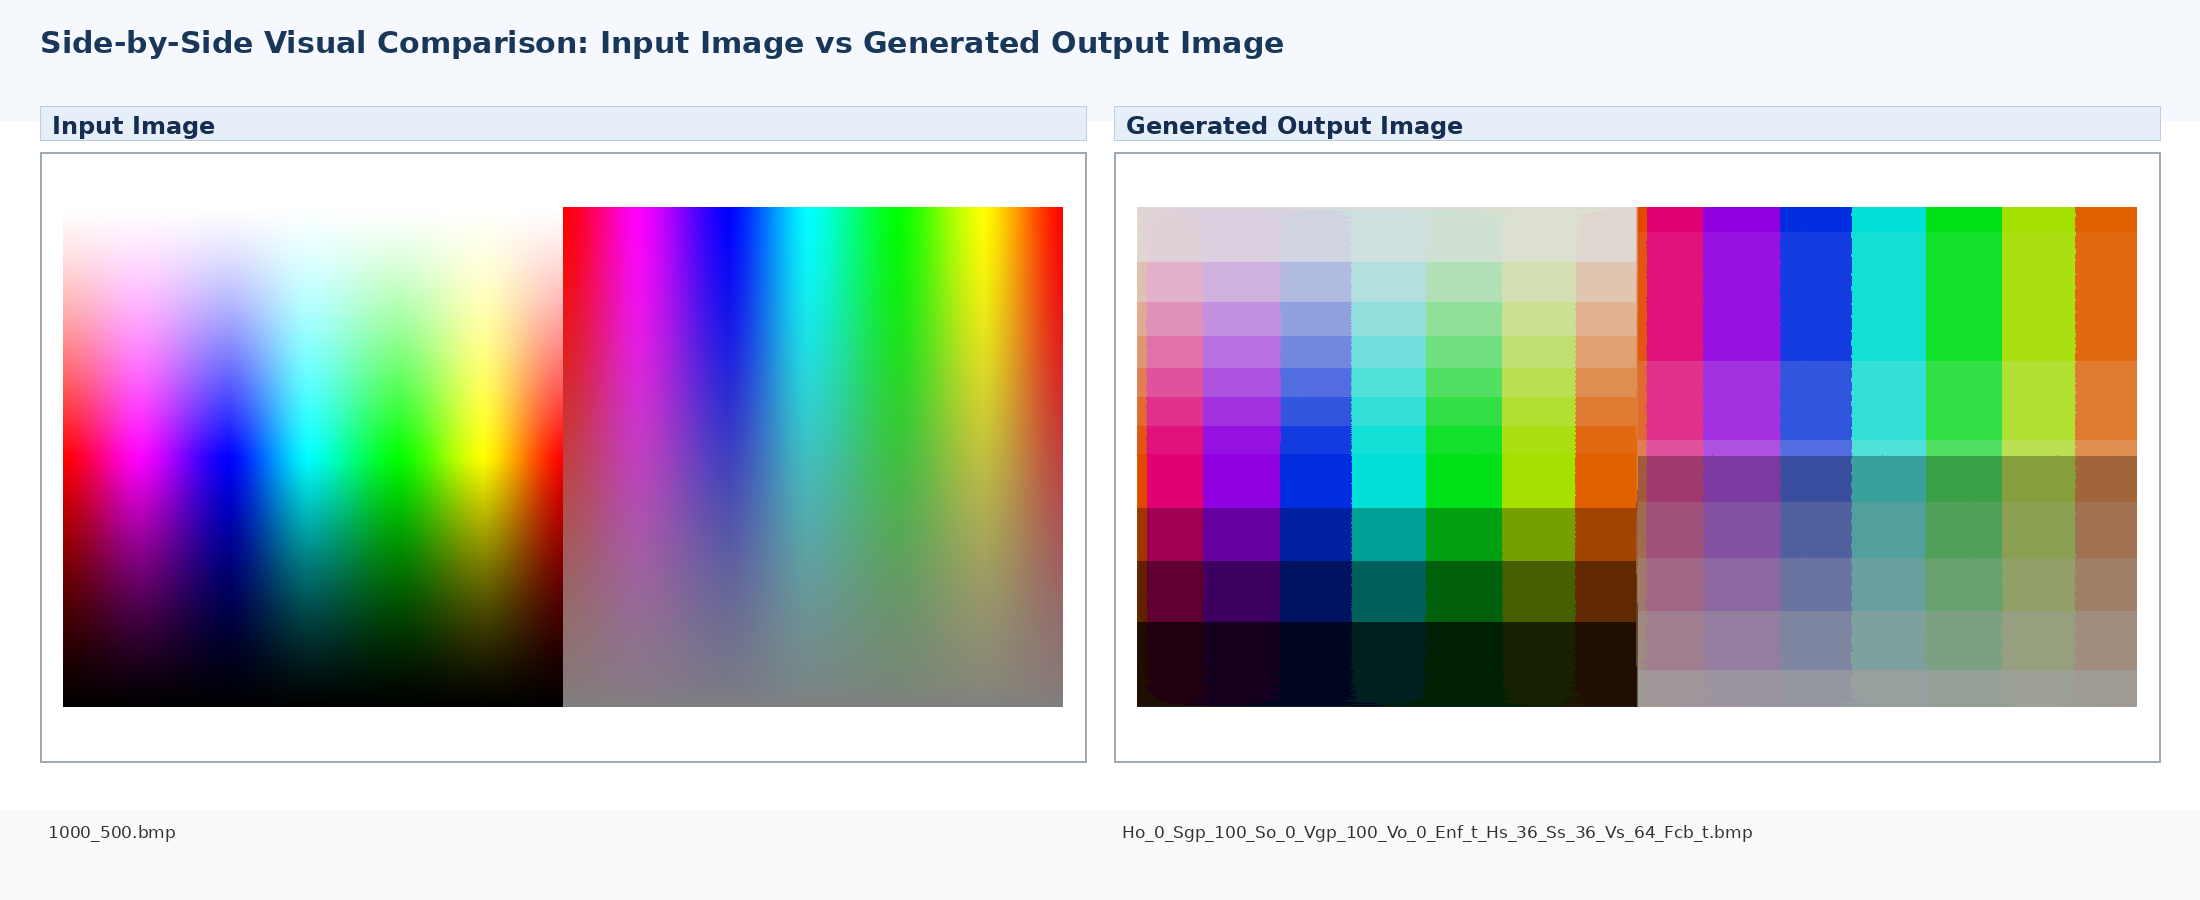 Side-by-Side Visual Comparison: Input Image vs Generated Output Image
Input Image
Generated Output Image
1000_500.bmp
Ho_0_Sgp_100_So_0_Vgp_100_Vo_0_Enf_t_Hs_36_Ss_36_Vs_64_Fcb_t.bmp